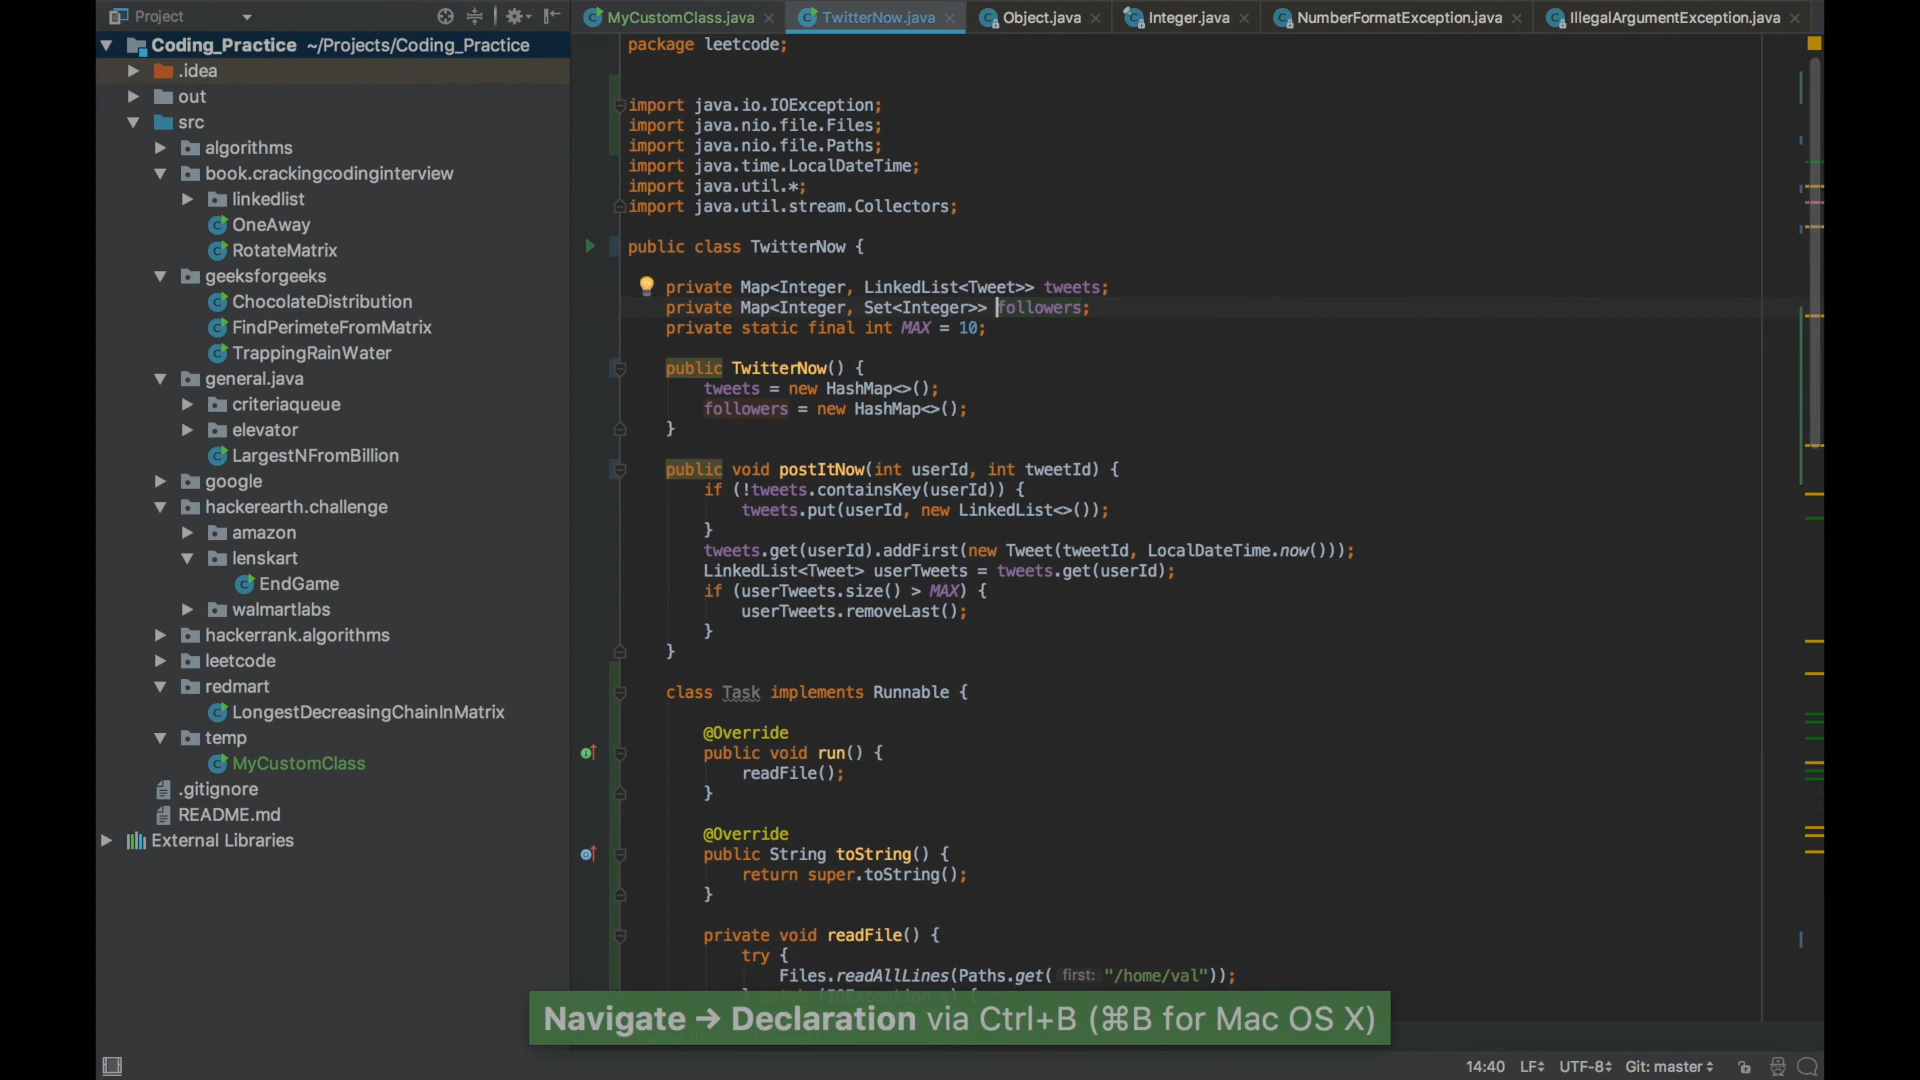 Project
MyCustomClass.java
TwitterNow.java
Object.java
Integer.java
NumberFormatException.java
IllegalArgumentException.java
Coding_Practice ~/Projects/Coding_Practice
.idea
out
src
algorithms
book.crackingcodinginterview
linkedlist
OneAway
RotateMatrix
geeksforgeeks
ChocolateDistribution
FindPerimeteFromMatrix
TrappingRainWater
general.java
criteriaqueue
elevator
LargestNFromBillion
google
hackerearth.challenge
amazon
lenskart
EndGame
walmartlabs
hackerrank.algorithms
leetcode
redmart
LongestDecreasingChainInMatrix
temp
MyCustomClass
.gitignore
README.md
External Libraries
package leetcode;
import java.io.IOException;
import java.nio.file.Files;
import java.nio.file.Paths;
import java.time.LocalDateTime;
import java.util.*;
import java.util.stream.Collectors;
public class TwitterNow {
private Map<Integer, LinkedList<Tweet>> tweets;
private Map<Integer, Set<Integer>> followers;
private static final int MAX = 10;
public TwitterNow() {
tweets = new HashMap<>();
followers = new HashMap<>();
}
public void postItNow(int userId, int tweetId) {
if (!tweets.containsKey(userId)) {
tweets.put(userId, new LinkedList<>());
}
tweets.get(userId).addFirst(new Tweet(tweetId, LocalDateTime.now()));
LinkedList<Tweet> userTweets = tweets.get(userId);
if (userTweets.size() > MAX) {
userTweets.removeLast();
}
}
class Task implements Runnable {
@Override
public void run() {
readFile();
}
@Override
public String toString() {
return super.toString();
}
private void readFile() {
try {
Files.readAllLines(Paths.get( first: "/home/val"));
Navigate → Declaration via Ctrl+B (⌘B for Mac OS X)
14:40 LF UTF-8 Git: master